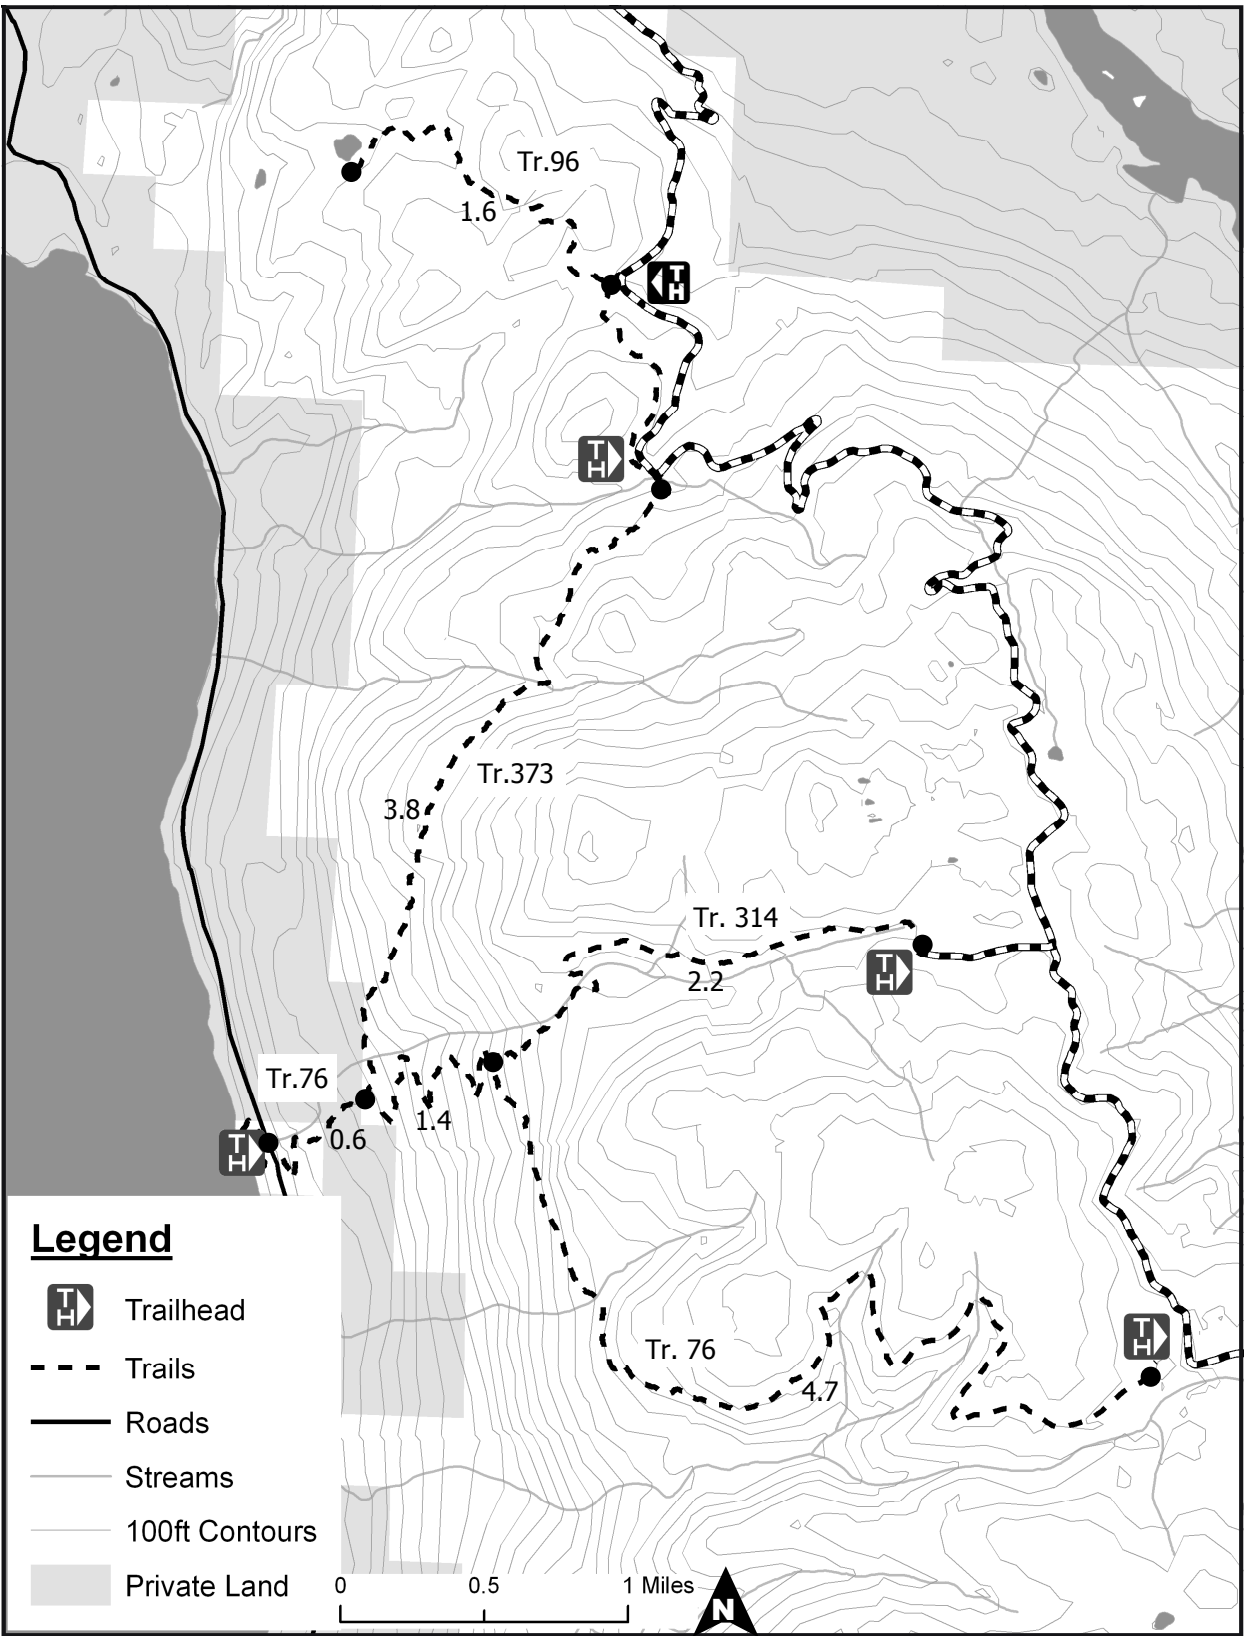 Tr.96
1.6
T
H
T
H
Tr.373
3.8
Tr. 314
2.2
T
H
Tr.76
1.4
0.6
T
H
Tr. 76
4.7
T
H
Legend
T
H
Trailhead
Trails
Roads
Streams
100ft Contours
Private Land
0 0.5 1 Miles
N